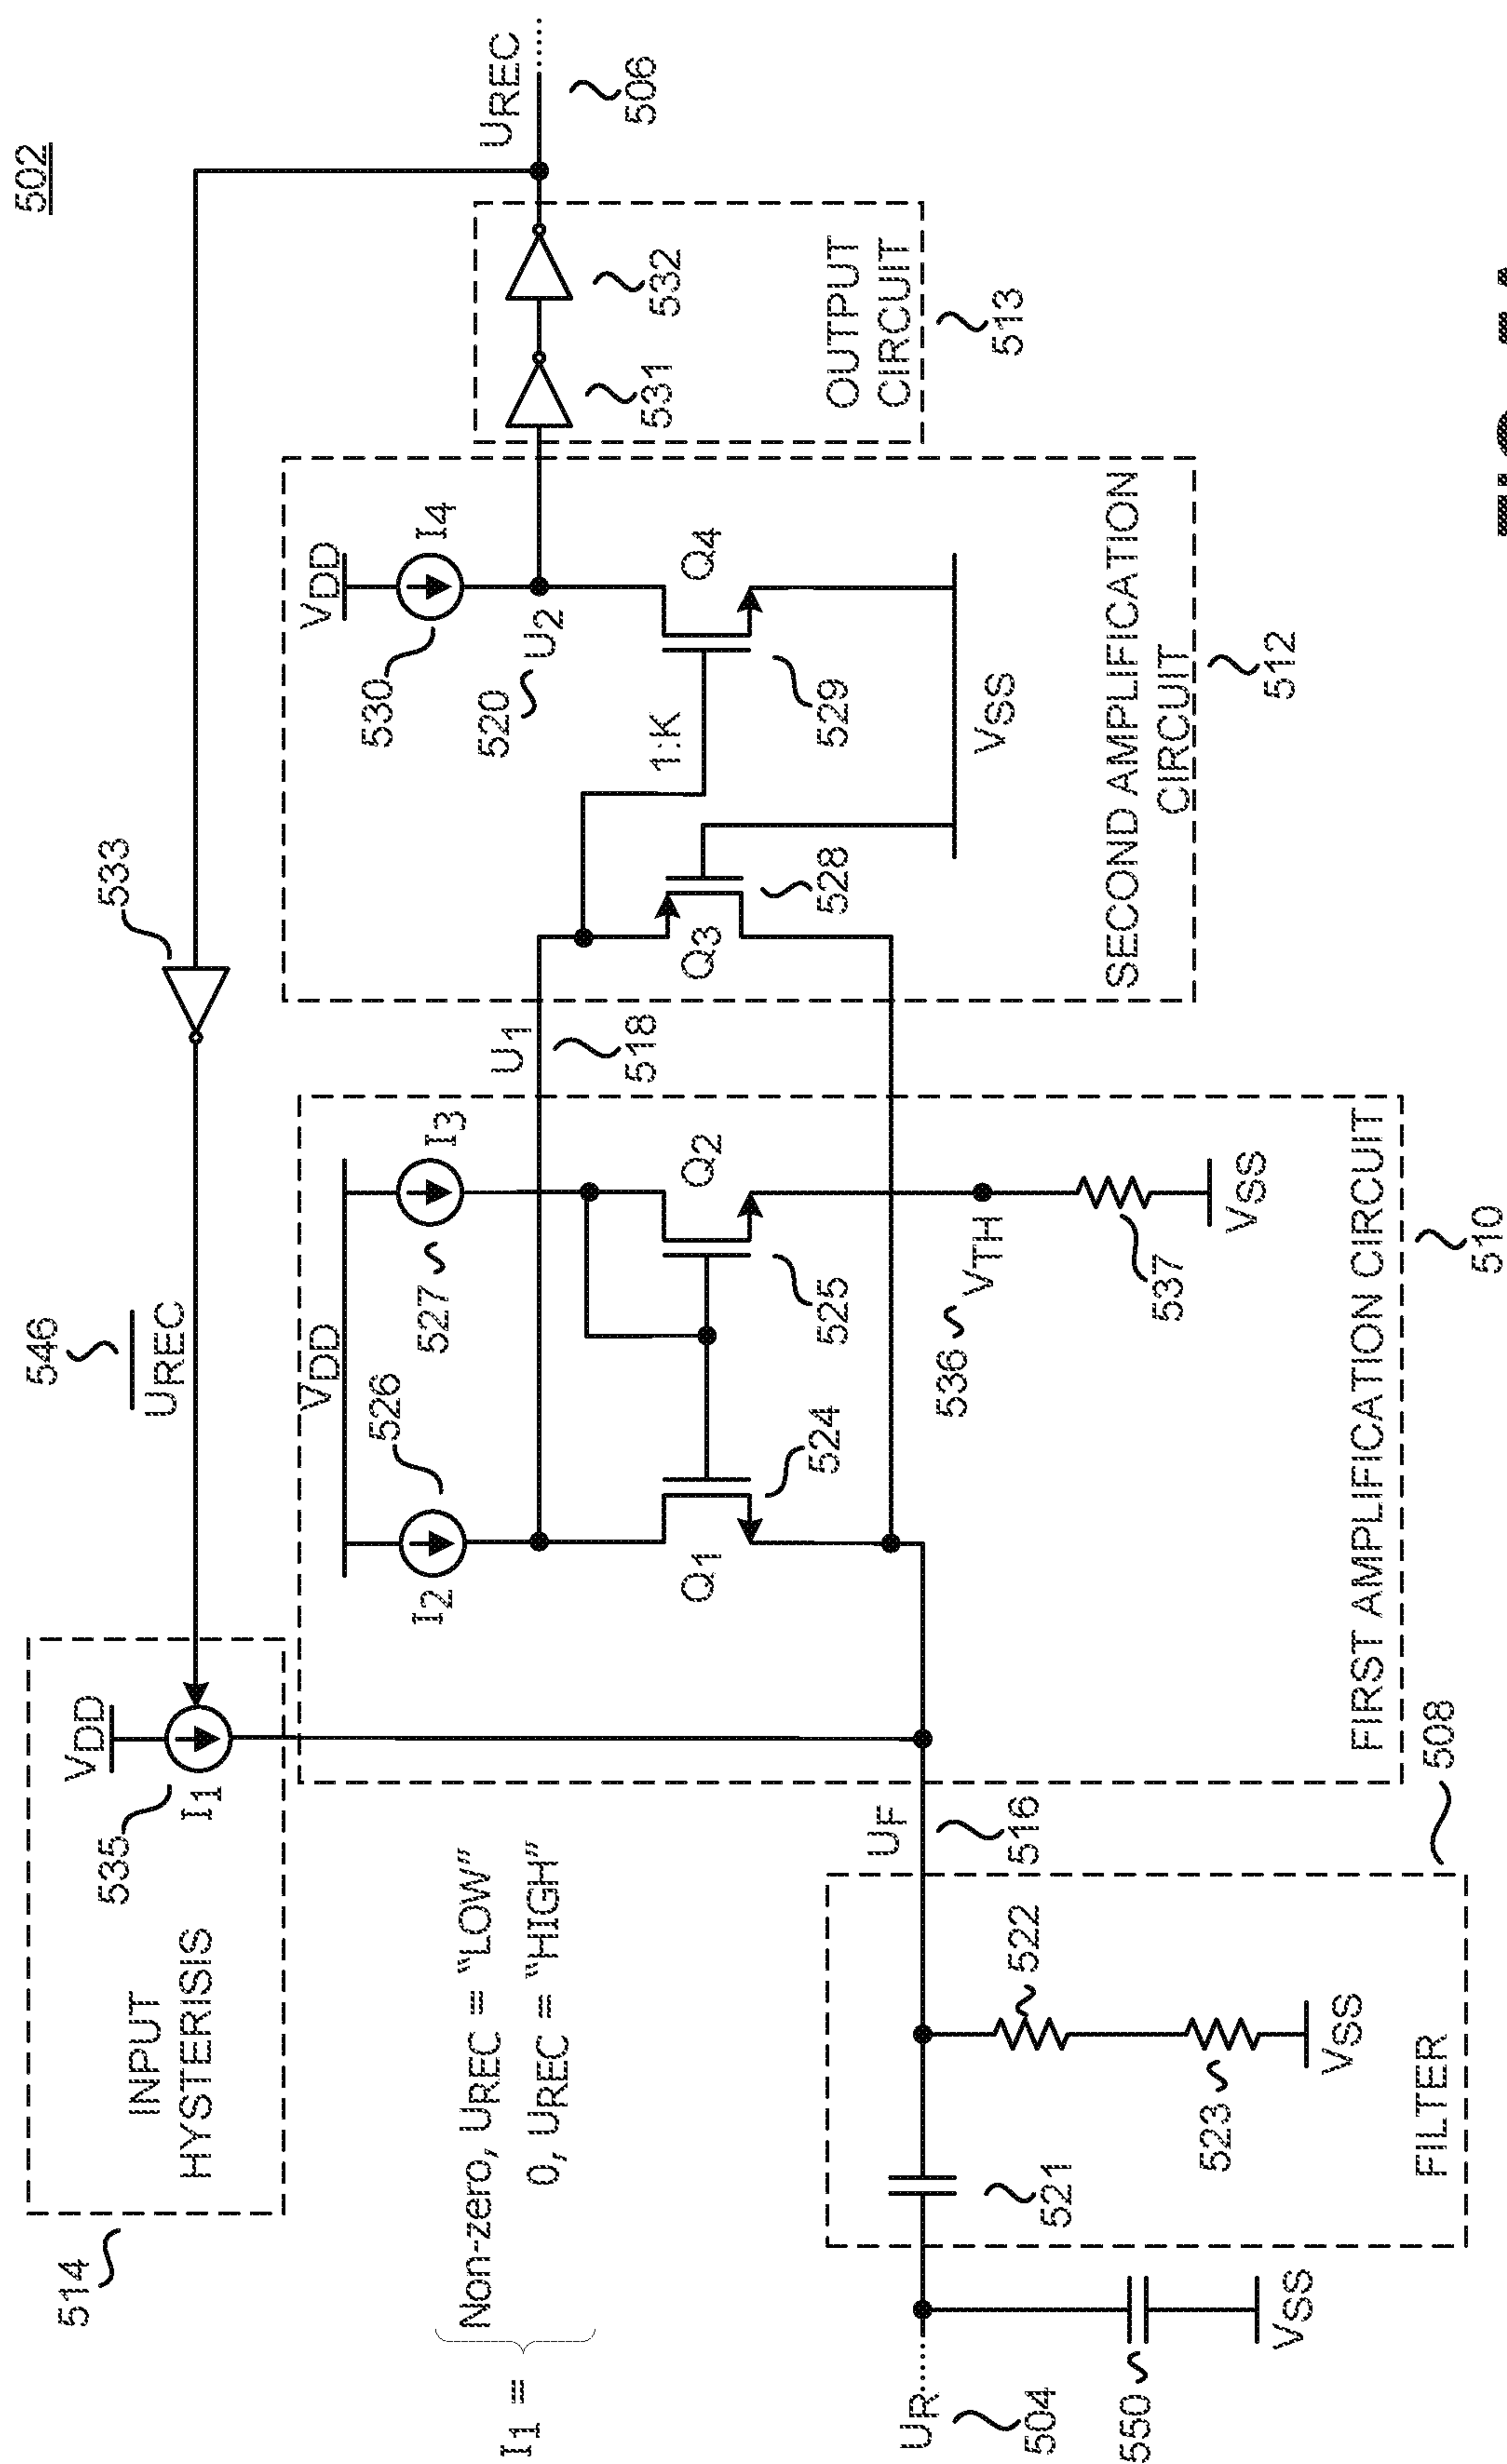 502
514
INPUT
HYSTERISIS
535
I1
VDD
546
UREC
533
UREC
506
I1 =
Non-zero, UREC = "LOW"
0, UREC = "HIGH"
VDD
I2
526
527
I3
Q1
524
Q2
525
536
VTH
537
VSS
FIRST AMPLIFICATION CIRCUIT
510
U1
518
VDD
530
I4
520
U2
Q3
528
1:K
Q4
529
VSS
SECOND AMPLIFICATION
CIRCUIT
512
531
532
OUTPUT
CIRCUIT
513
UR
504
550
VSS
521
522
523
VSS
FILTER
508
UF
516